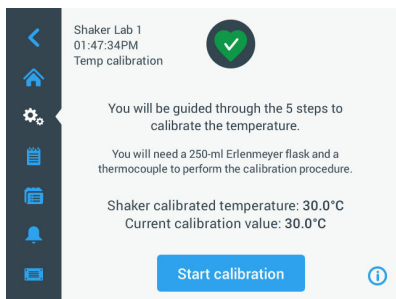 Shaker Lab 1
01:47:34PM
Temp calibration
You will be guided through the 5 steps to
calibrate the temperature.
You will need a 250-ml Erlenmeyer flask and a
thermocouple to perform the calibration procedure.
Shaker calibrated temperature: 30.0°C
Current calibration value: 30.0°C
Start calibration